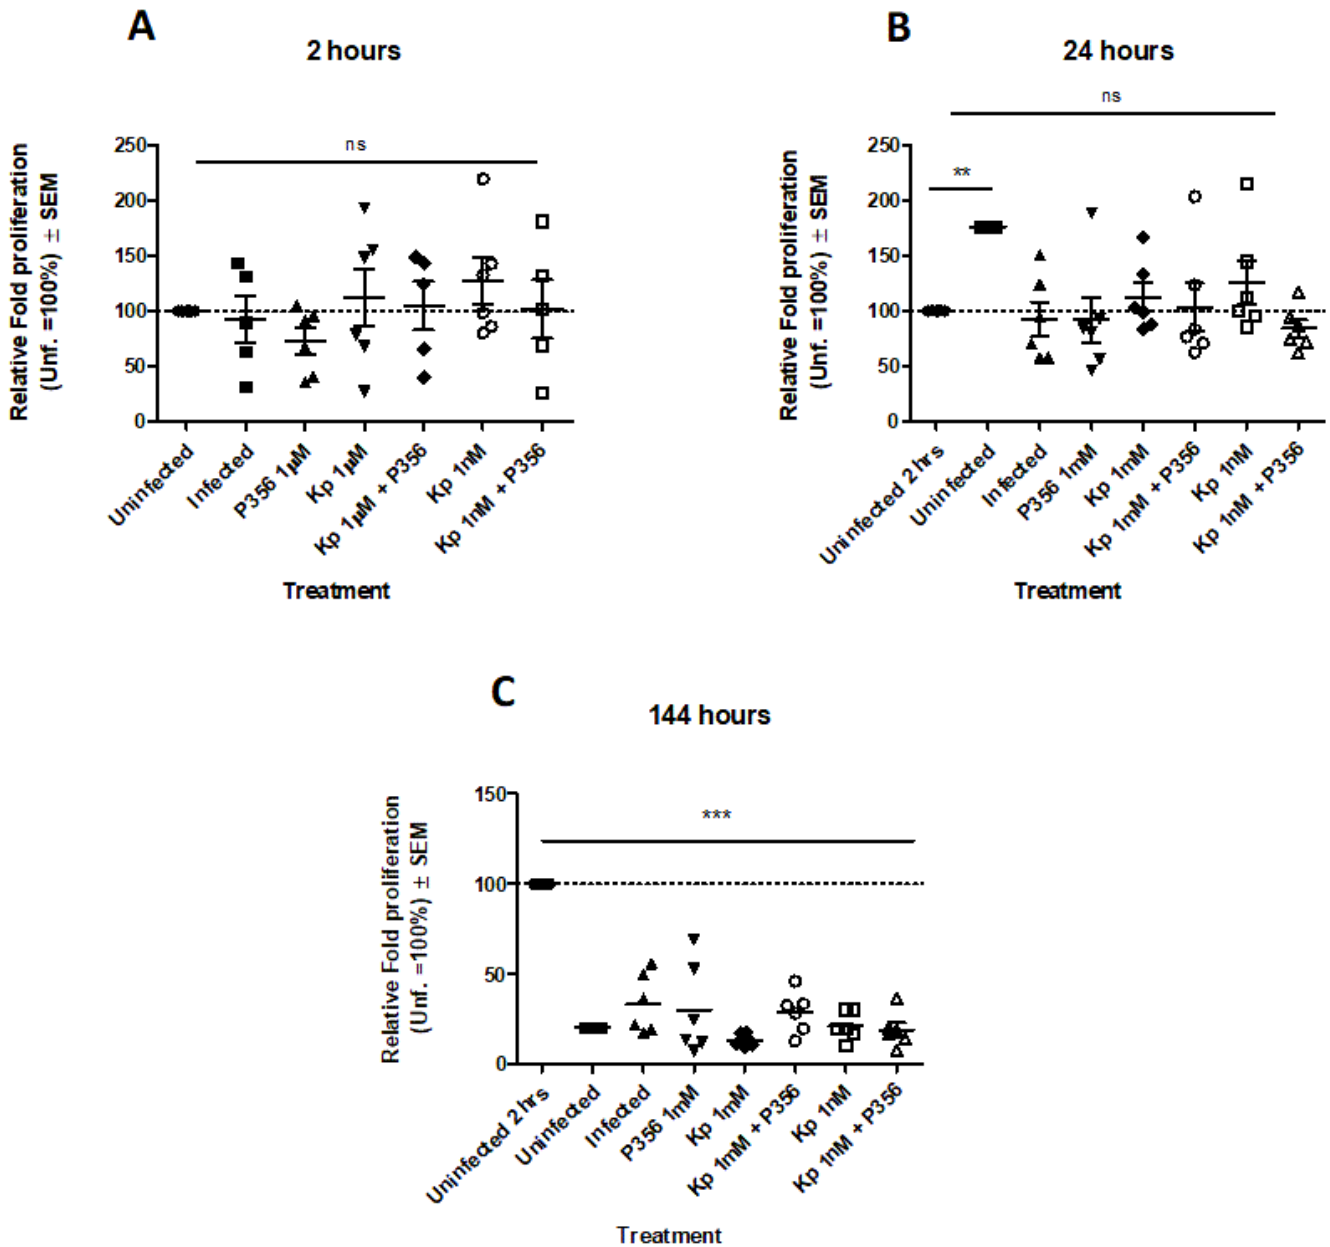 A
2 hours
Relative Fold proliferation
(Unf. =100%) ± SEM
250
200
150
100
50
0
ns
Uninfected
Infected
P356 1µM
Kp 1µM
Kp 1µM + P356
Kp 1nM
Kp 1nM + P356
Treatment
B
24 hours
Relative Fold proliferation
(Unf. =100%) ± SEM
250
200
150
100
50
0
ns
**
Uninfected 2 hrs
Uninfected
Infected
P356 1mM
Kp 1mM
Kp 1mM + P356
Kp 1nM
Kp 1nM + P356
Treatment
C
144 hours
Relative Fold proliferation
(Unf. =100%) ± SEM
150
100
50
0
***
Uninfected 2 hrs
Uninfected
Infected
P356 1mM
Kp 1mM
Kp 1mM + P356
Kp 1nM
Kp 1nM + P356
Treatment